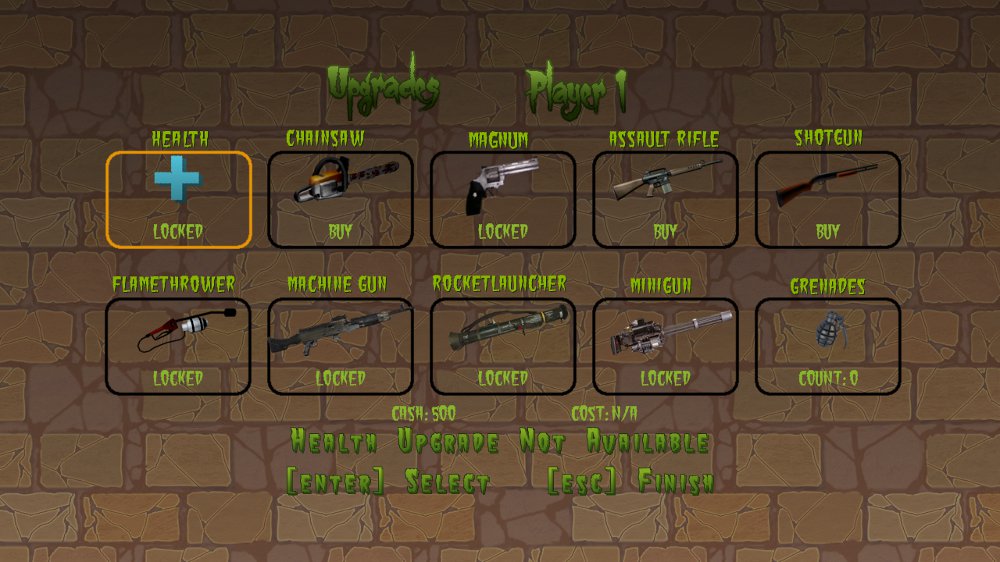 Upgrades Player 1
HEALTH CHAINSAW MAGNUM ASSAULT RIFLE SHOTGUN
LOCKED BUY LOCKED BUY BUY
FLAMETHROWER MACHINE GUN ROCKETLAUNCHER MINIGUN GRENADES
LOCKED LOCKED LOCKED LOCKED COUNT: 0
CASH: 500 COST: N/A
Health Upgrade Not Available
[ENTER] Select [ESC] Finish